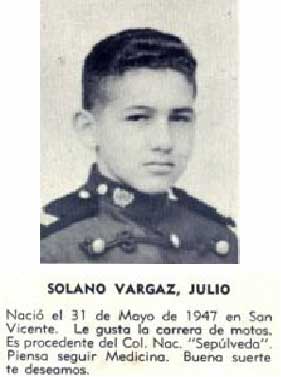 SOLANO VARGAZ, JULIO
Nació el 31 de Mayo de 1947 en San
Vicente. Le gusta la carrera de motos.
Es procedente del Col. Nac. "Sepúlveda".
Piensa seguir Medicina. Buena suerte
te deseamos.